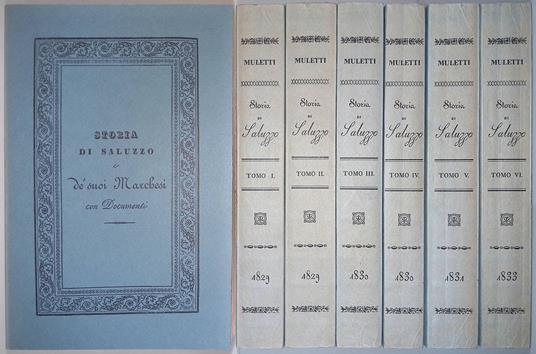 STORIA
DI SALUZZO
e
de' suoi Marchesi
con Documenti
MULETTI
Storia
DI
Saluzzo
TOMO I.
1829
MULETTI
Storia
DI
Saluzzo
TOMO II.
1829
MULETTI
Storia
DI
Saluzzo
TOMO III.
1830
MULETTI
Storia
DI
Saluzzo
TOMO IV.
1830
MULETTI
Storia
DI
Saluzzo
TOMO V.
1831
MULETTI
Storia
DI
Saluzzo
TOMO VI.
1833